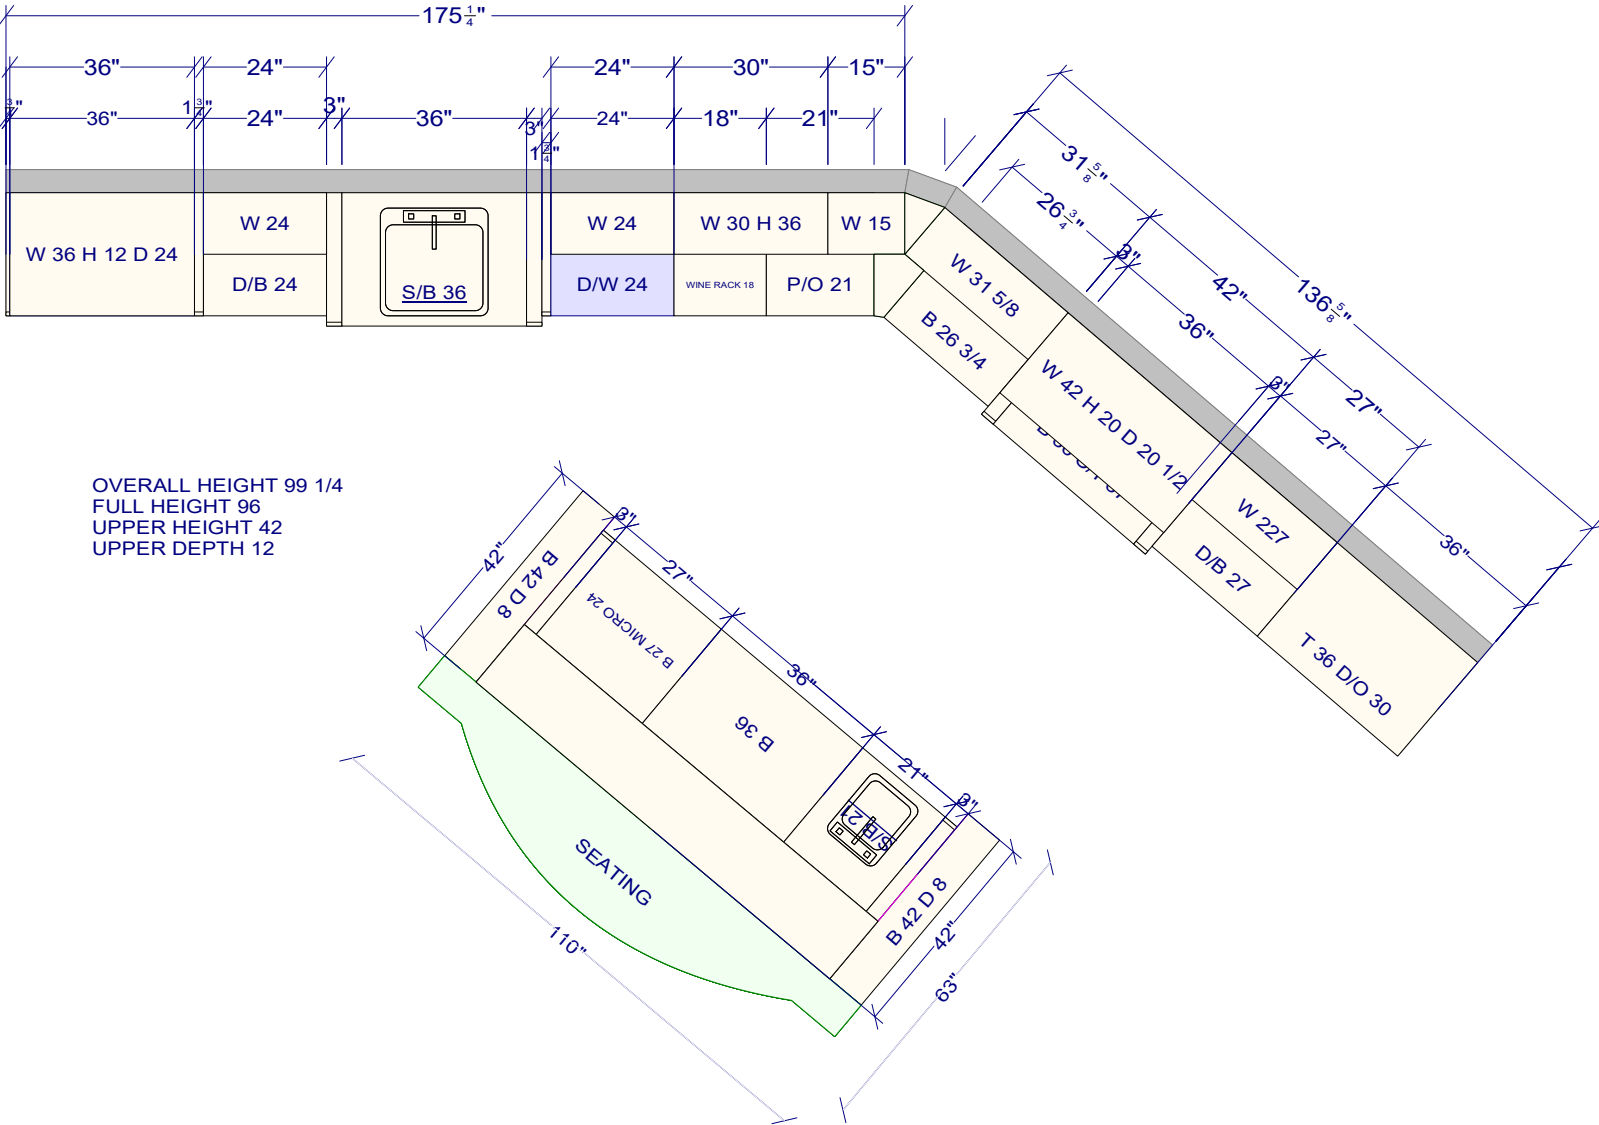 175 1/4"
36"
24"
24"
30"
15"
3/4"
36"
1 3/4"
24"
3"
36"
3"
1 3/4"
24"
18"
21"
W 36 H 12 D 24
W 24
D/B 24
S/B 36
W 24
D/W 24
W 30 H 36
W 15
WINE RACK 18
P/O 21
31 5/8"
26 3/4"
3"
42"
136 5/8"
36"
3"
27"
27"
36"
W 31 5/8
B 26 3/4
W 42 H 20 D 20 1/2
W 227
D/B 27
T 36 D/O 30
OVERALL HEIGHT 99 1/4
FULL HEIGHT 96
UPPER HEIGHT 42
UPPER DEPTH 12
42"
3"
27"
36"
21"
3"
B 42 D 8
B 27 MICRO 24
B 36
S/B 21
B 42 D 8
SEATING
42"
63"
110"